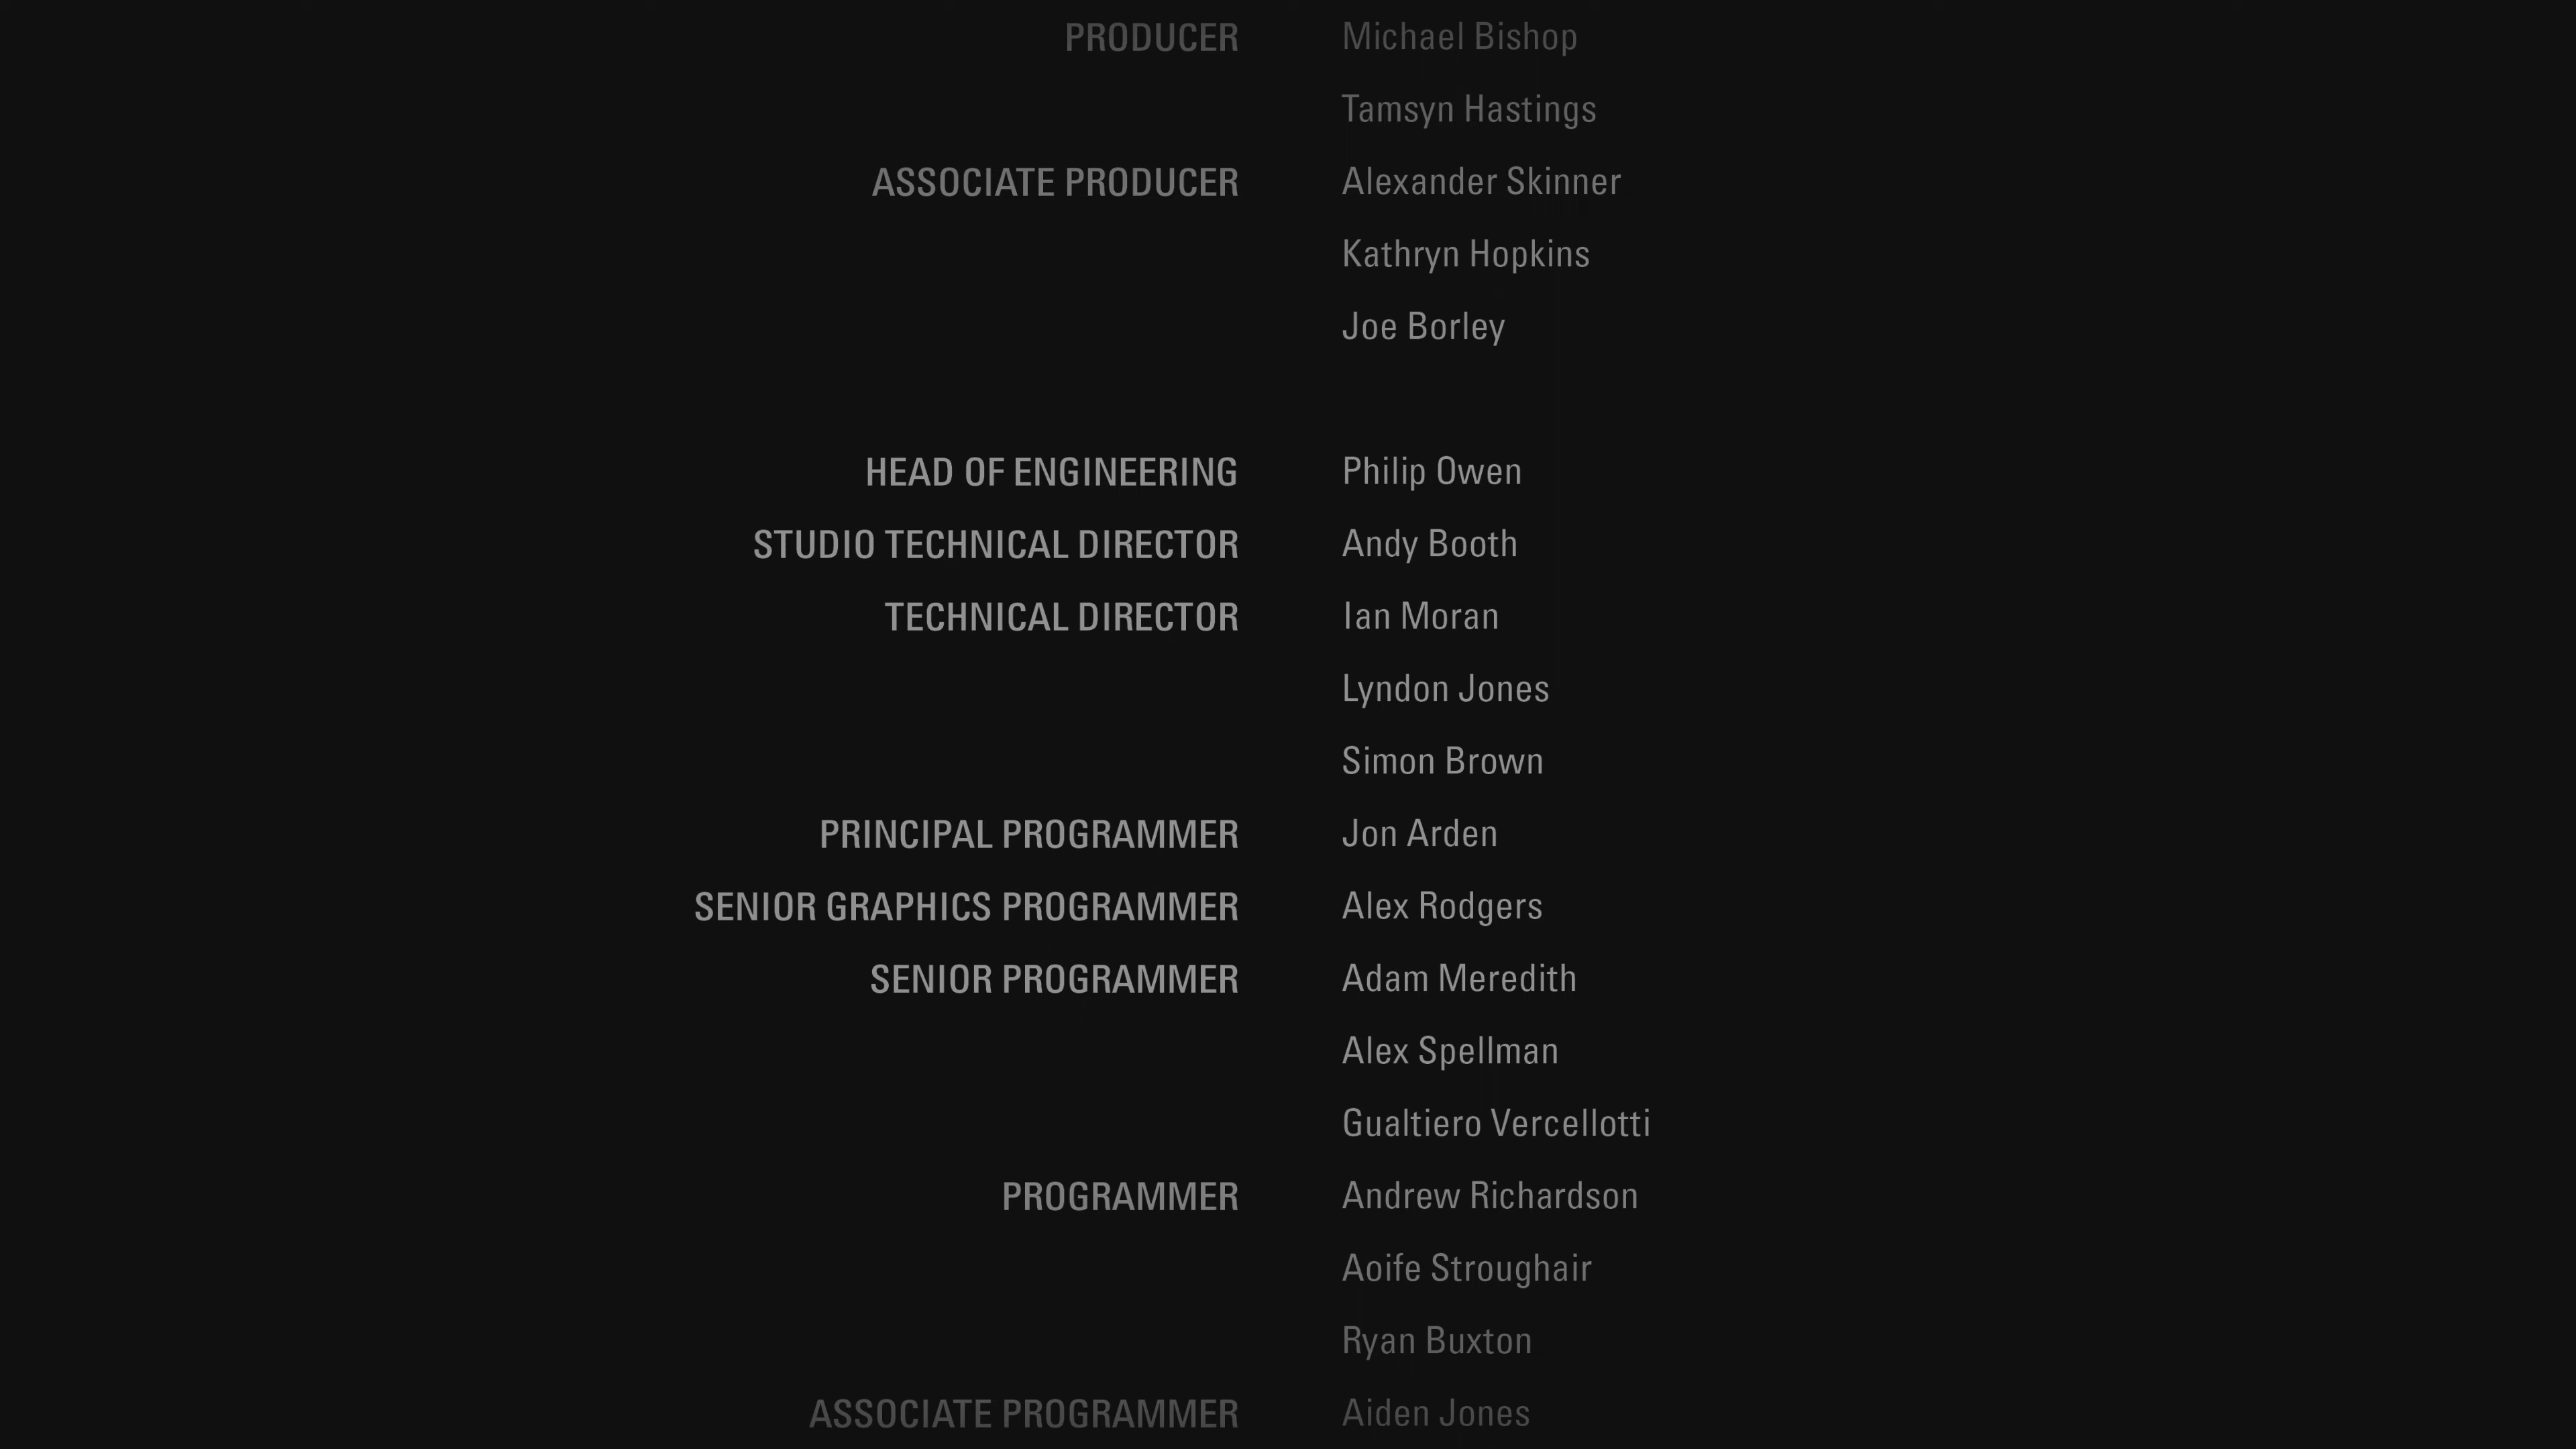 PRODUCER Michael Bishop
Tamsyn Hastings
ASSOCIATE PRODUCER Alexander Skinner
Kathryn Hopkins
Joe Borley
HEAD OF ENGINEERING Philip Owen
STUDIO TECHNICAL DIRECTOR Andy Booth
TECHNICAL DIRECTOR Ian Moran
Lyndon Jones
Simon Brown
PRINCIPAL PROGRAMMER Jon Arden
SENIOR GRAPHICS PROGRAMMER Alex Rodgers
SENIOR PROGRAMMER Adam Meredith
Alex Spellman
Gualtiero Vercellotti
PROGRAMMER Andrew Richardson
Aoife Stroughair
Ryan Buxton
ASSOCIATE PROGRAMMER Aiden Jones